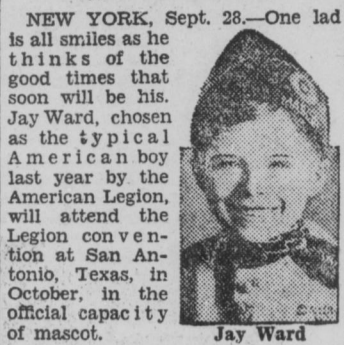 NEW YORK, Sept. 28.—One lad
is all smiles as he
thinks of the
good times that
soon will be his.
Jay Ward, chosen
as the typical
American boy
last year by the
American Legion,
will attend the
Legion conven-
tion at San An-
tonio, Texas, in
October, in the
official capacity
of mascot.
Jay Ward